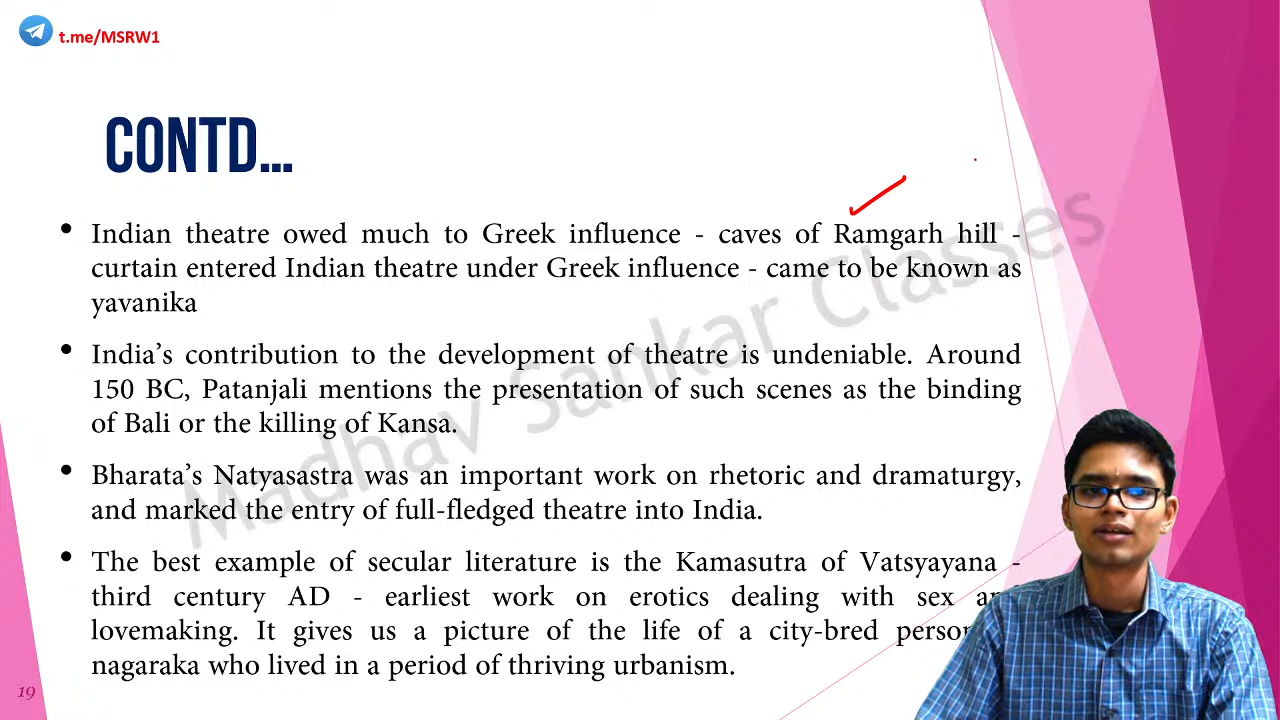 t.me/MSRW1
CONTD...
• Indian theatre owed much to Greek influence - caves of Ramgarh hill -
curtain entered Indian theatre under Greek influence - came to be known as
yavanika
• India’s contribution to the development of theatre is undeniable. Around
150 BC, Patanjali mentions the presentation of such scenes as the binding
of Bali or the killing of Kansa.
• Bharata’s Natyasastra was an important work on rhetoric and dramaturgy,
and marked the entry of full-fledged theatre into India.
• The best example of secular literature is the Kamasutra of Vatsyayana -
third century AD - earliest work on erotics dealing with sex
lovemaking. It gives us a picture of the life of a city-bred
nagaraka who lived in a period of thriving urbanism.
19
Madhav Sankar Classes